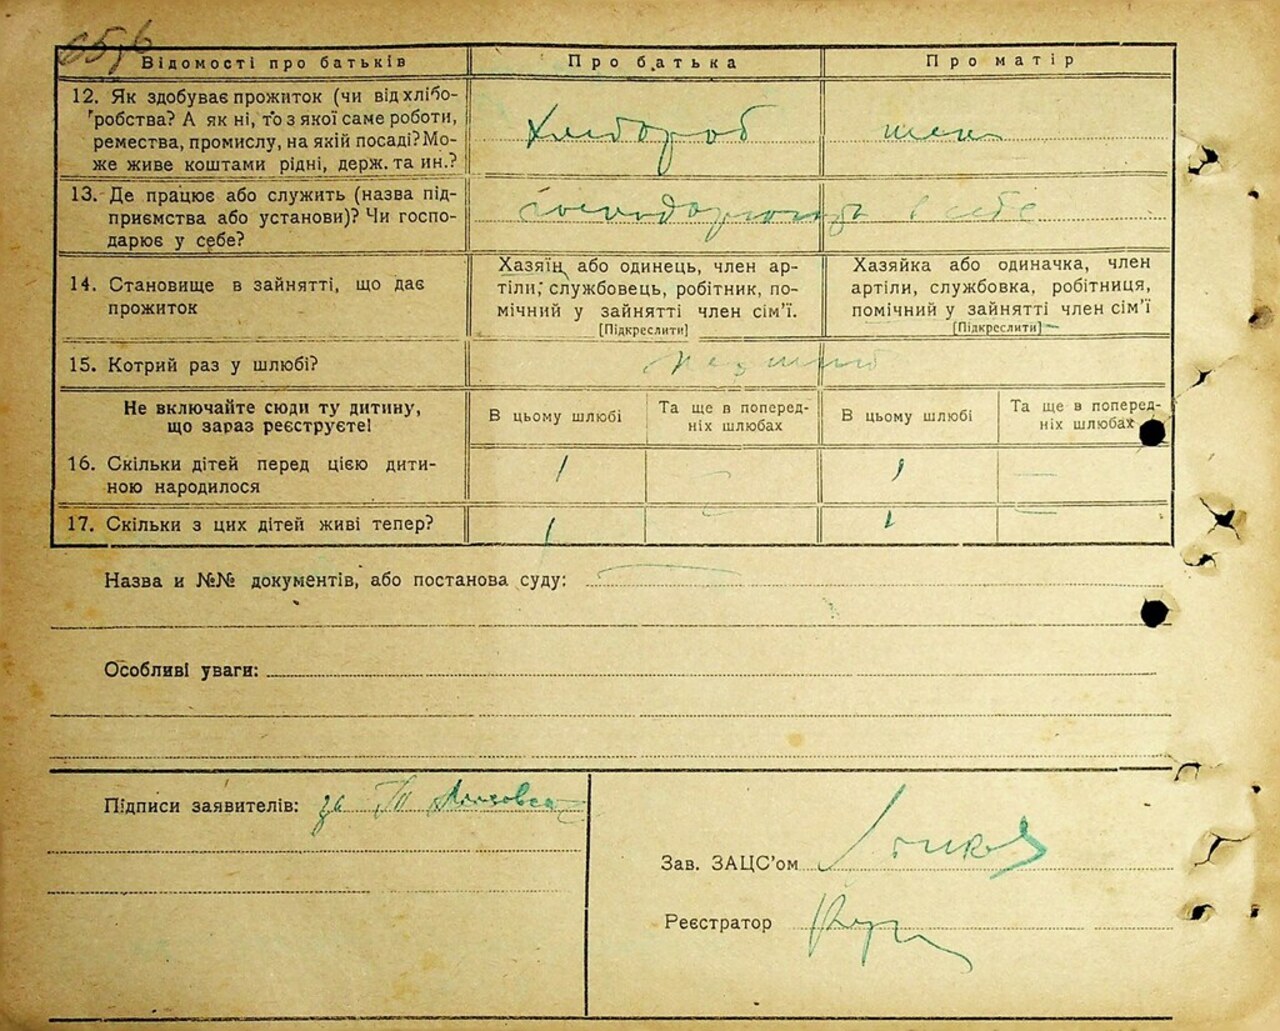 Відомості про батьків
Про батька
Про матір
12. Як здобуває прожиток (чи від хлібо-
робства? А як ні, то з якої саме роботи,
ремества, промислу, на якій посаді? Мо-
же живе коштами рідні, держ. та ин.?
Хлибороб
13. Де працює або служить (назва під-
приємства або установи)? Чи госпо-
дарює у себе?
в себе
14. Становище в зайнятті, що дає
прожиток
Хазяїн або одинець, член ар-
тіли, службовець, робітник, по-
мічний у зайнятті член сім'ї.
[Підкреслити]
Хазяйка або одиначка, член
артіли, службовка, робітниця,
помічний у зайнятті член сім'ї
[Підкреслити]
15. Котрий раз у шлюбі?
Не включайте сюди ту дитину,
що зараз реєструєте!
В цьому шлюбі
Та ще в поперед-
ніх шлюбах
В цьому шлюбі
Та ще в поперед-
ніх шлюбах
16. Скільки дітей перед цією дити-
ною народилося
1 — 1 —
17. Скільки з цих дітей живі тепер?
1 — 1 —
Назва и №№ документів, або постанова суду: —
Особливі уваги:
Підписи заявителів: за
Зав. ЗАЦС'ом
Реєстратор